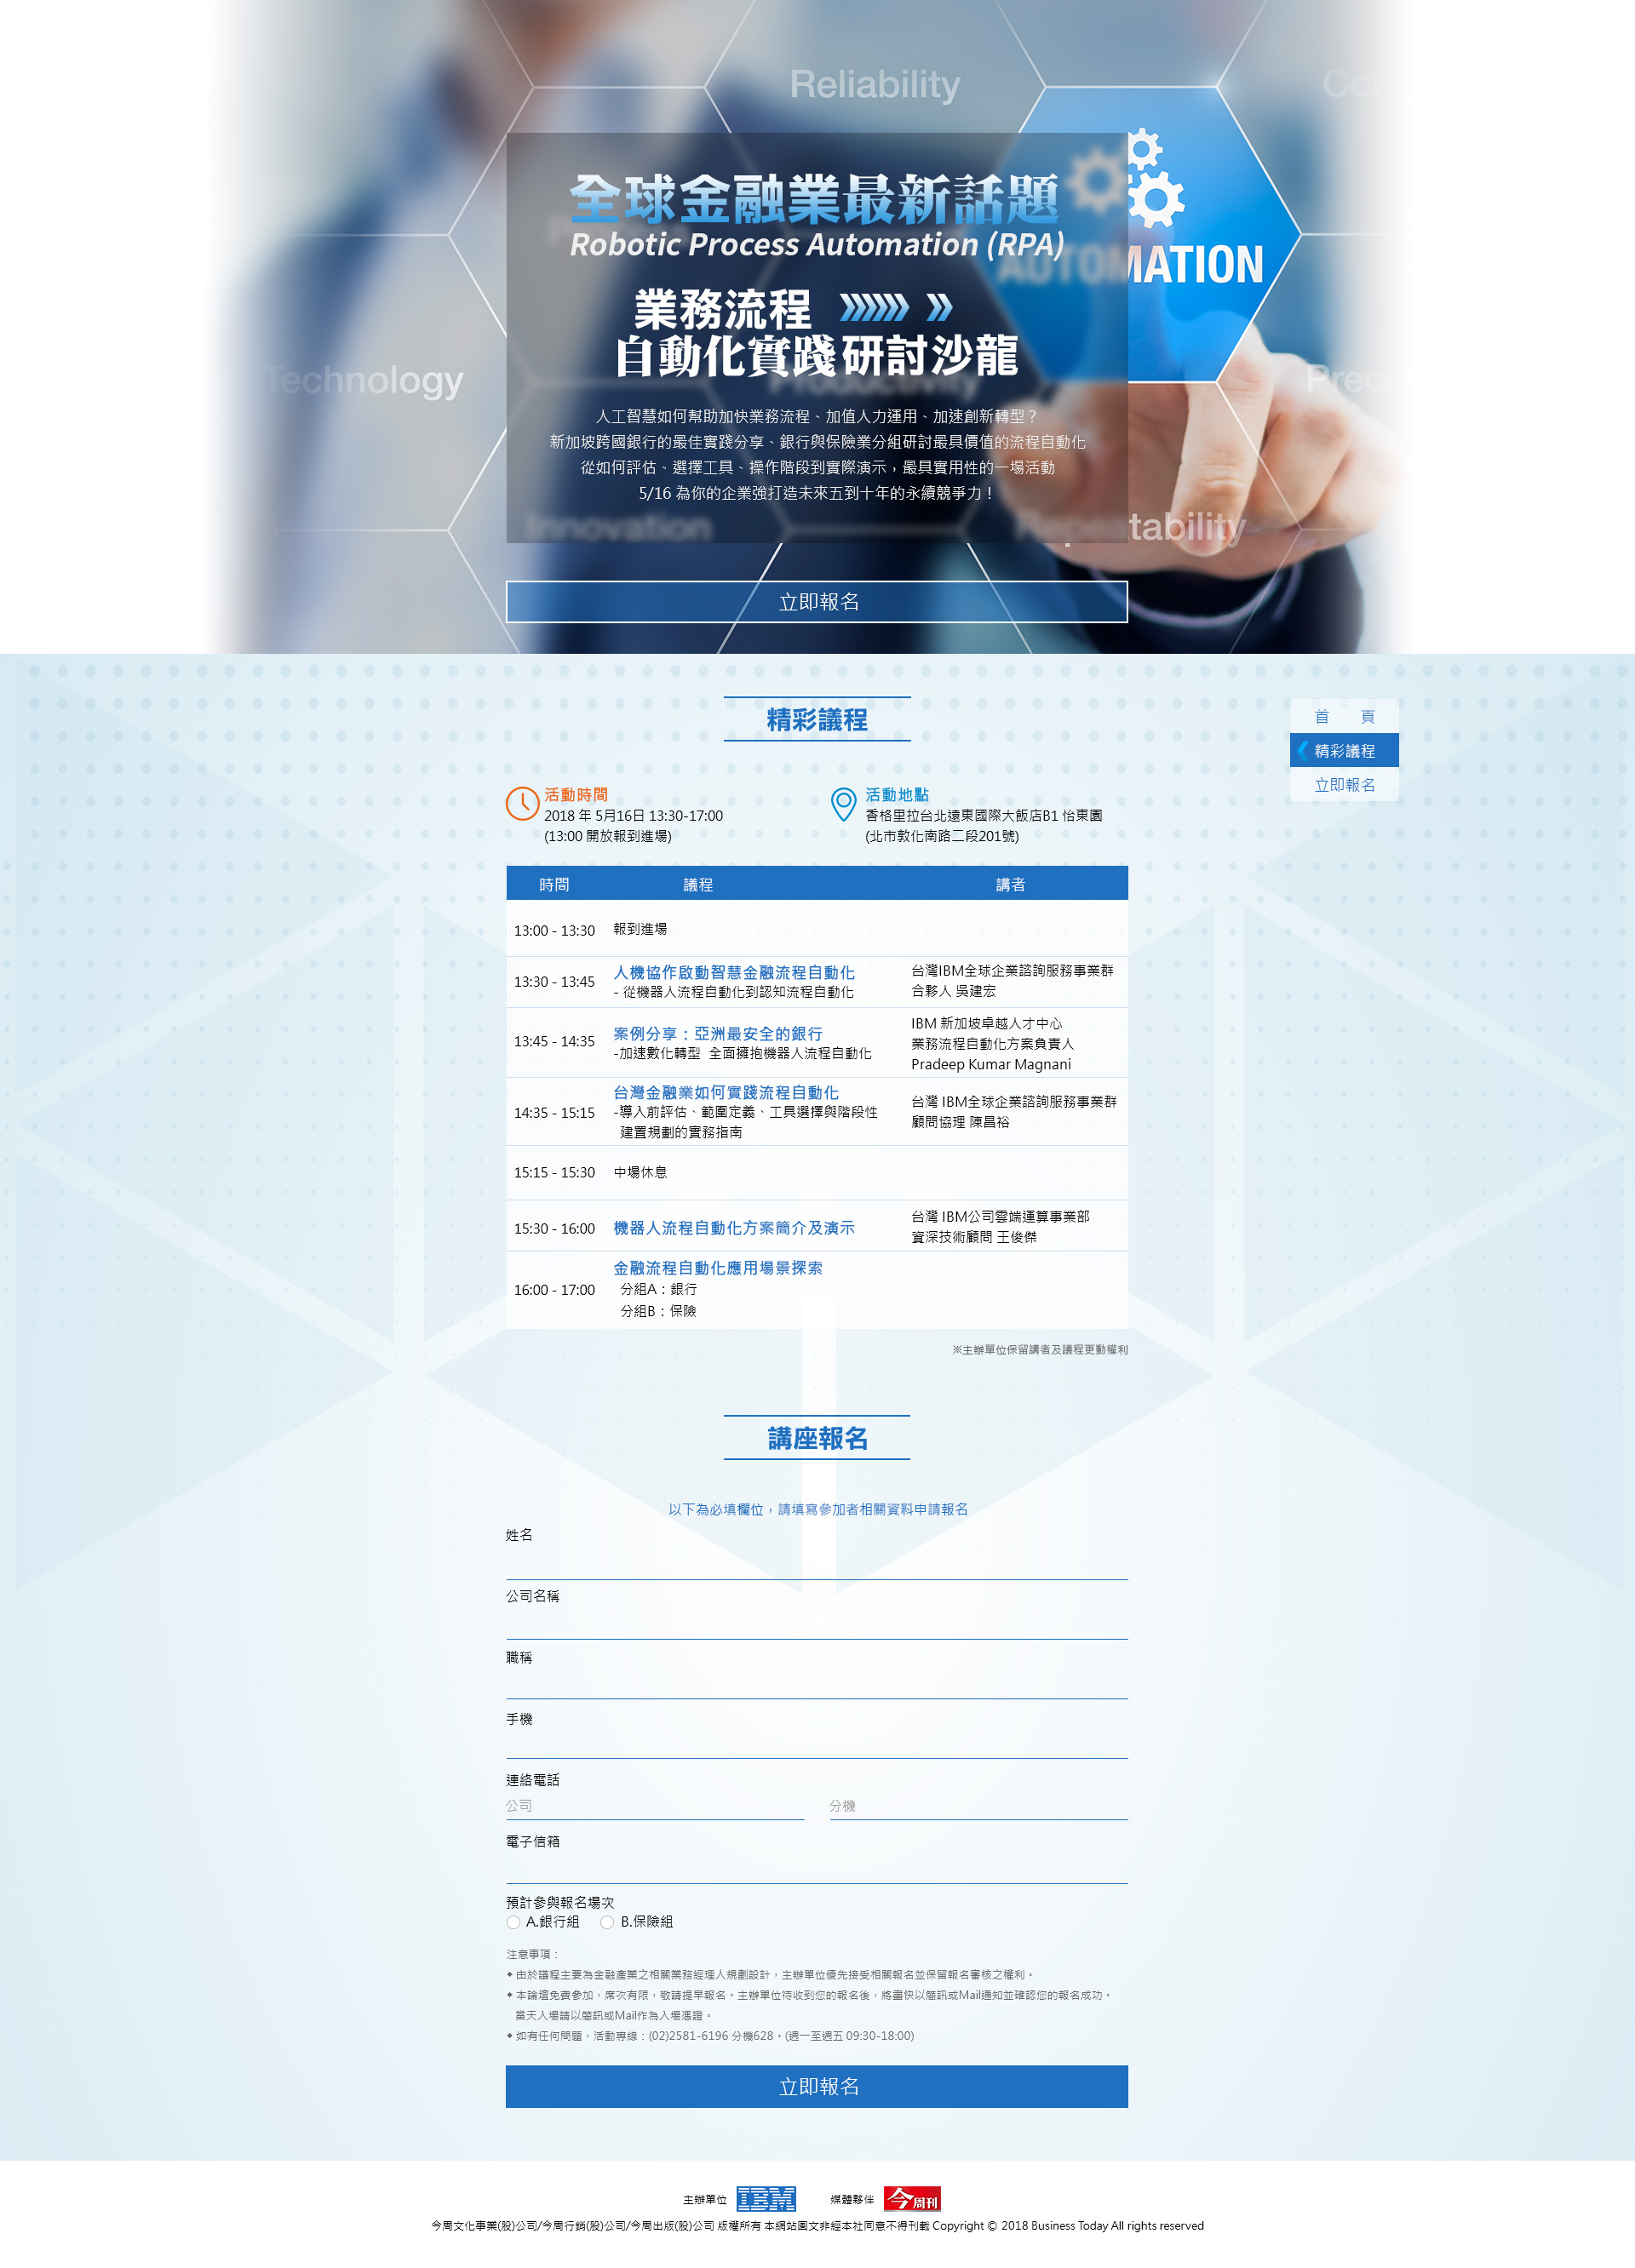 Reliability
全球金融業最新話題
Robotic Process Automation (RPA)
AUTOMATION
業務流程
自動化實踐研討沙龍
Technology
Productivity
人工智慧如何幫助加快業務流程、加值人力運用、加速創新轉型？
新加坡跨國銀行的最佳實踐分享、銀行與保險業分組研討最具價值的流程自動化
從如何評估、選擇工具、操作階段到實際演示，最具實用性的一場活動
5/16 為你的企業強打造未來五到十年的永續競爭力！
Innovation
Repeatability
立即報名
精彩議程
首　　頁
精彩議程
立即報名
活動時間
2018 年 5月16日 13:30-17:00
(13:00 開放報到進場)
活動地點
香格里拉台北遠東國際大飯店B1 怡東園
(北市敦化南路二段201號)
時間 議程 講者
13:00 - 13:30 報到進場
13:30 - 13:45
人機協作啟動智慧金融流程自動化
- 從機器人流程自動化到認知流程自動化
台灣IBM全球企業諮詢服務事業群
合夥人 吳建宏
13:45 - 14:35
案例分享：亞洲最安全的銀行
-加速數化轉型 全面擁抱機器人流程自動化
IBM 新加坡卓越人才中心
業務流程自動化方案負責人
Pradeep Kumar Magnani
14:35 - 15:15
台灣金融業如何實踐流程自動化
-導入前評估、範圍定義、工具選擇與階段性
建置規劃的實務指南
台灣 IBM全球企業諮詢服務事業群
顧問協理 陳昌裕
15:15 - 15:30 中場休息
15:30 - 16:00 機器人流程自動化方案簡介及演示
台灣 IBM公司雲端運算事業部
資深技術顧問 王俊傑
16:00 - 17:00
金融流程自動化應用場景探索
分組A：銀行
分組B：保險
※主辦單位保留講者及議程更動權利
講座報名
以下為必填欄位，請填寫參加者相關資料申請報名
姓名
公司名稱
職稱
手機
連絡電話
公司 分機
電子信箱
預計參與報名場次
A.銀行組 B.保險組
注意事項：
◆ 由於議程主要為金融產業之相關業務經理人規劃設計，主辦單位優先接受相關報名並保留報名審核之權利。
◆ 本論壇免費參加，席次有限，敬請提早報名。主辦單位待收到您的報名後，將盡快以簡訊或Mail通知並確認您的報名成功。
當天入場請以簡訊或Mail作為入場憑證。
◆ 如有任何問題，活動專線：(02)2581-6196 分機628。(週一至週五 09:30-18:00)
立即報名
主辦單位 IBM 媒體夥伴 今周刊
今周文化事業(股)公司/今周行銷(股)公司/今周出版(股)公司 版權所有 本網站圖文非經本社同意不得刊載 Copyright © 2018 Business Today All rights reserved